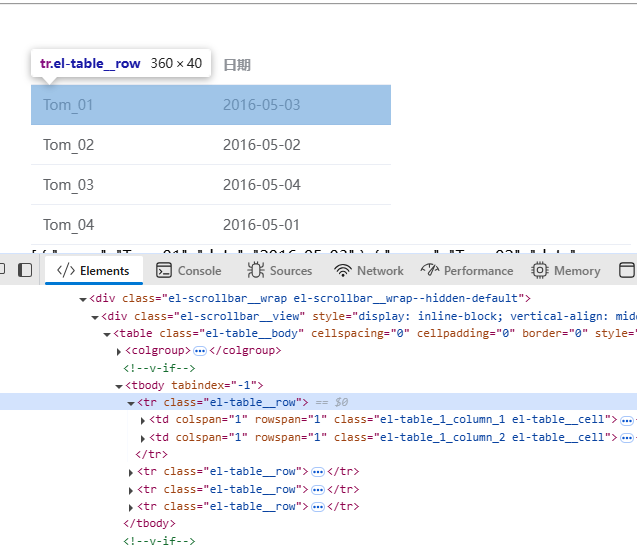 tr.el-table__row 360 × 40 日期
Tom_01 2016-05-03
Tom_02 2016-05-02
Tom_03 2016-05-04
Tom_04 2016-05-01
Elements Console Sources Network Performance Memory
<div class="el-scrollbar__wrap el-scrollbar__wrap--hidden-default">
<div class="el-scrollbar__view" style="display: inline-block; vertical-align:
<table class="el-table__body" cellspacing="0" cellpadding="0" border="0" style="
<colgroup> ••• </colgroup>
<!--v-if-->
<tbody tabindex="-1">
<tr class="el-table__row"> == $0
<td colspan="1" rowspan="1" class="el-table_1_column_1 el-table__cell"> •••
<td colspan="1" rowspan="1" class="el-table_1_column_2 el-table__cell"> •••
</tr>
<tr class="el-table__row"> ••• </tr>
<tr class="el-table__row"> ••• </tr>
<tr class="el-table__row"> ••• </tr>
</tbody>
<!--v-if-->